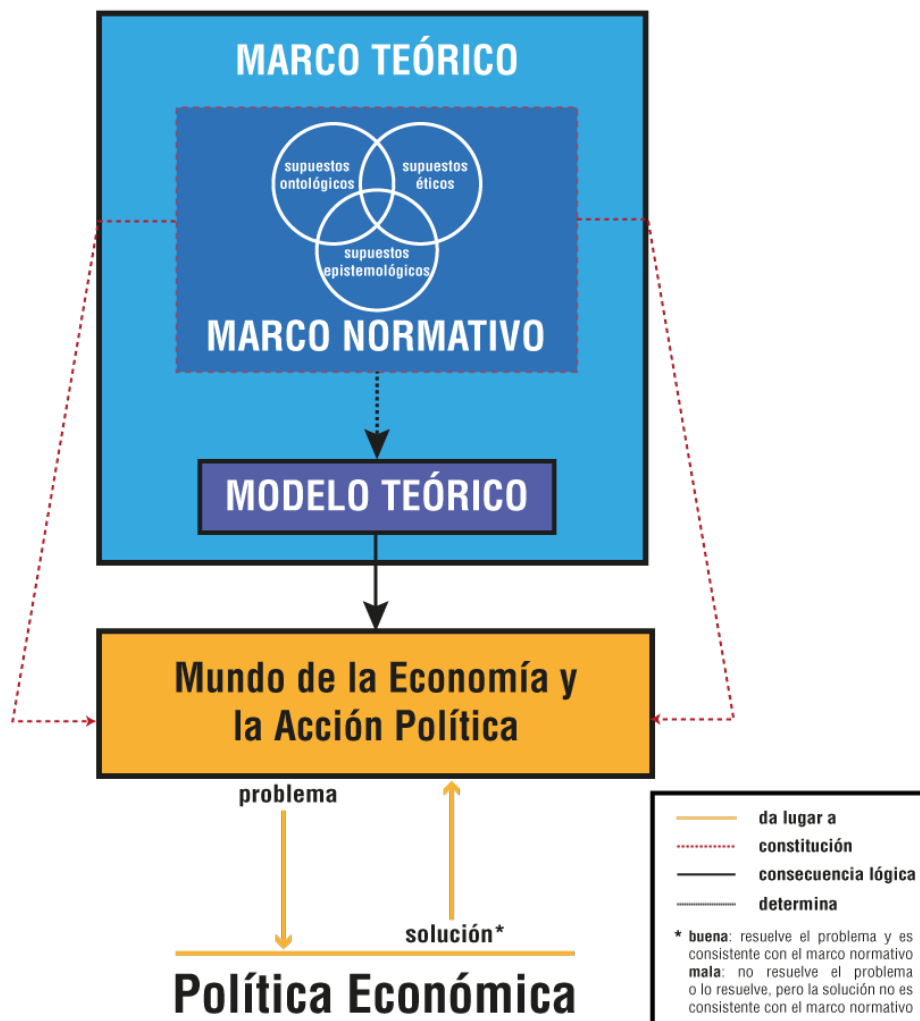 MARCO TEÓRICO
supuestos
ontológicos
supuestos
éticos
supuestos
epistemológicos
MARCO NORMATIVO
MODELO TEÓRICO
Mundo de la Economía y
la Acción Política
problema
solución*
Política Económica
da lugar a
constitución
consecuencia lógica
determina
* buena: resuelve el problema y es
consistente con el marco normativo
mala: no resuelve el problema
o lo resuelve, pero la solución no es
consistente con el marco normativo